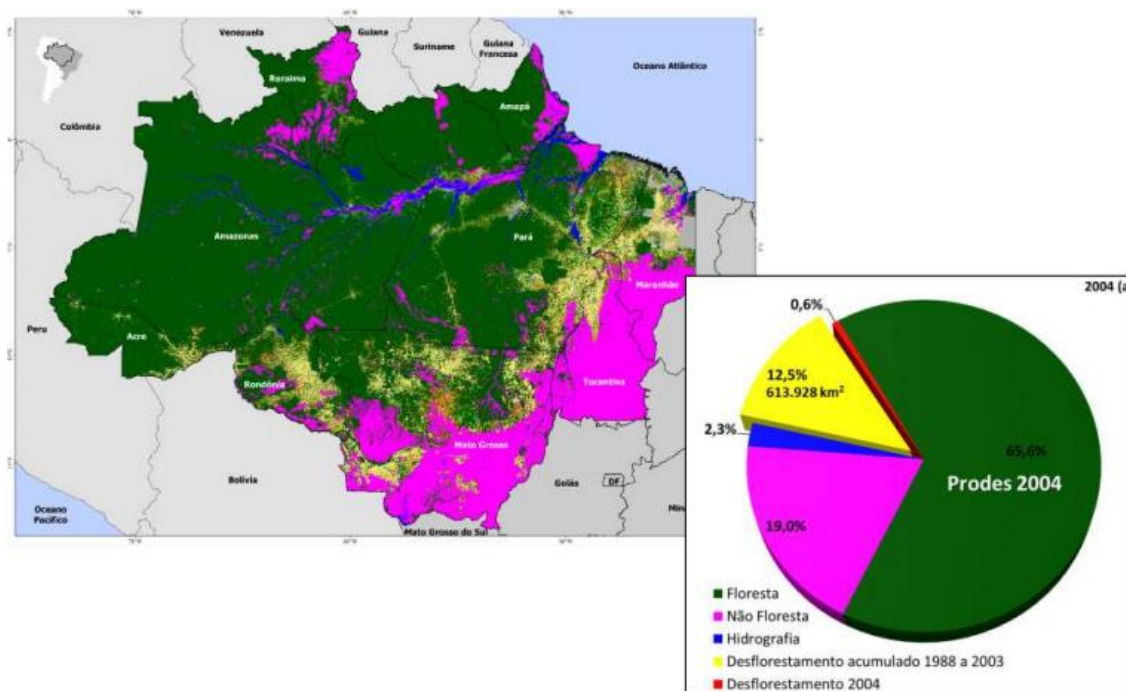 Venezuela
Guiana
Suriname
Guiana
Francesa
Oceano Atlântico
Roraima
Amapá
Colômbia
Amazonas
Pará
Maranhão
Peru
Acre
Rondônia
Tocantins
Mato Grosso
Bolívia
Goiás
DF
Oceano
Pacífico
Mato Grosso do Sul
Mina
2004 (a
0,6%
12,5%
613.928 km²
2,3%
65,6%
Prodes 2004
19,0%
Floresta
Não Floresta
Hidrografia
Desflorestamento acumulado 1988 a 2003
Desflorestamento 2004